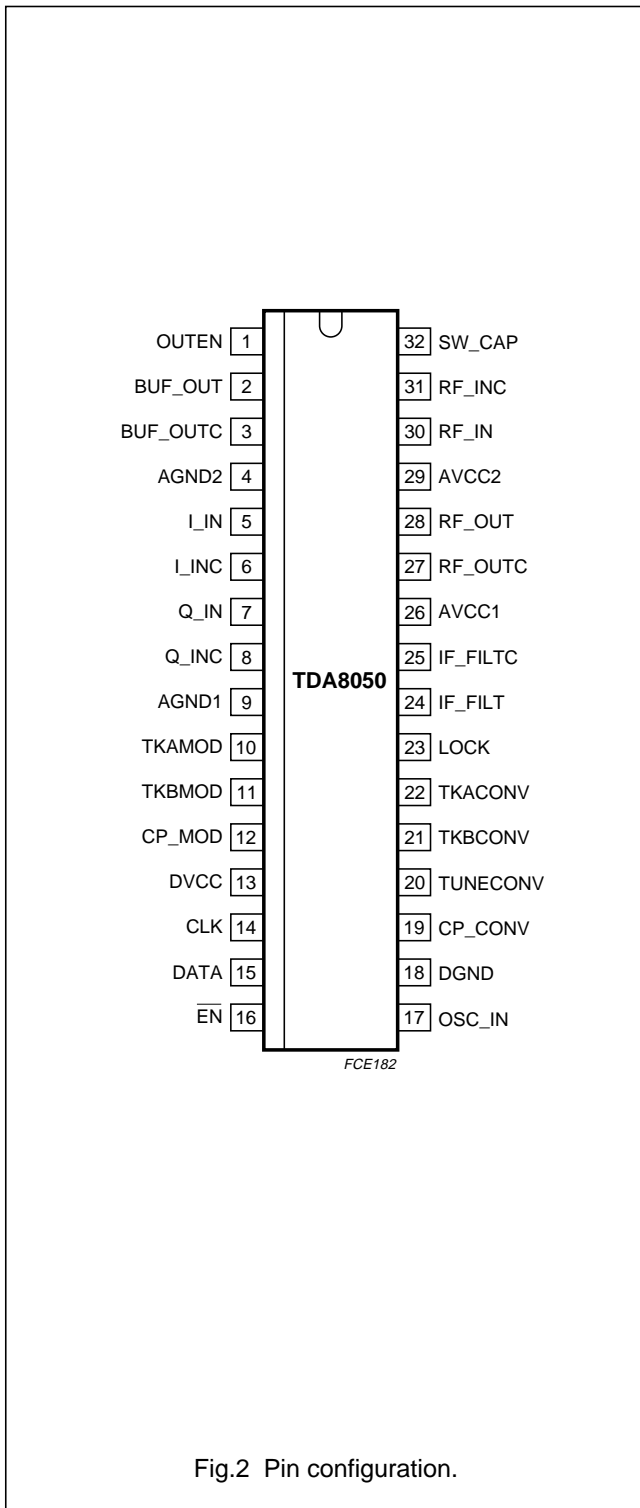 OUTEN 1 32 SW_CAP
BUF_OUT 2 31 RF_INC
BUF_OUTC 3 30 RF_IN
AGND2 4 29 AVCC2
I_IN 5 28 RF_OUT
I_INC 6 27 RF_OUTC
Q_IN 7 26 AVCC1
Q_INC 8 25 IF_FILTC
TDA8050
AGND1 9 24 IF_FILT
TKAMOD 10 23 LOCK
TKBMOD 11 22 TKACONV
CP_MOD 12 21 TKBCONV
DVCC 13 20 TUNECONV
CLK 14 19 CP_CONV
DATA 15 18 DGND
E̅N̅ 16 17 OSC_IN
FCE182
Fig.2 Pin configuration.